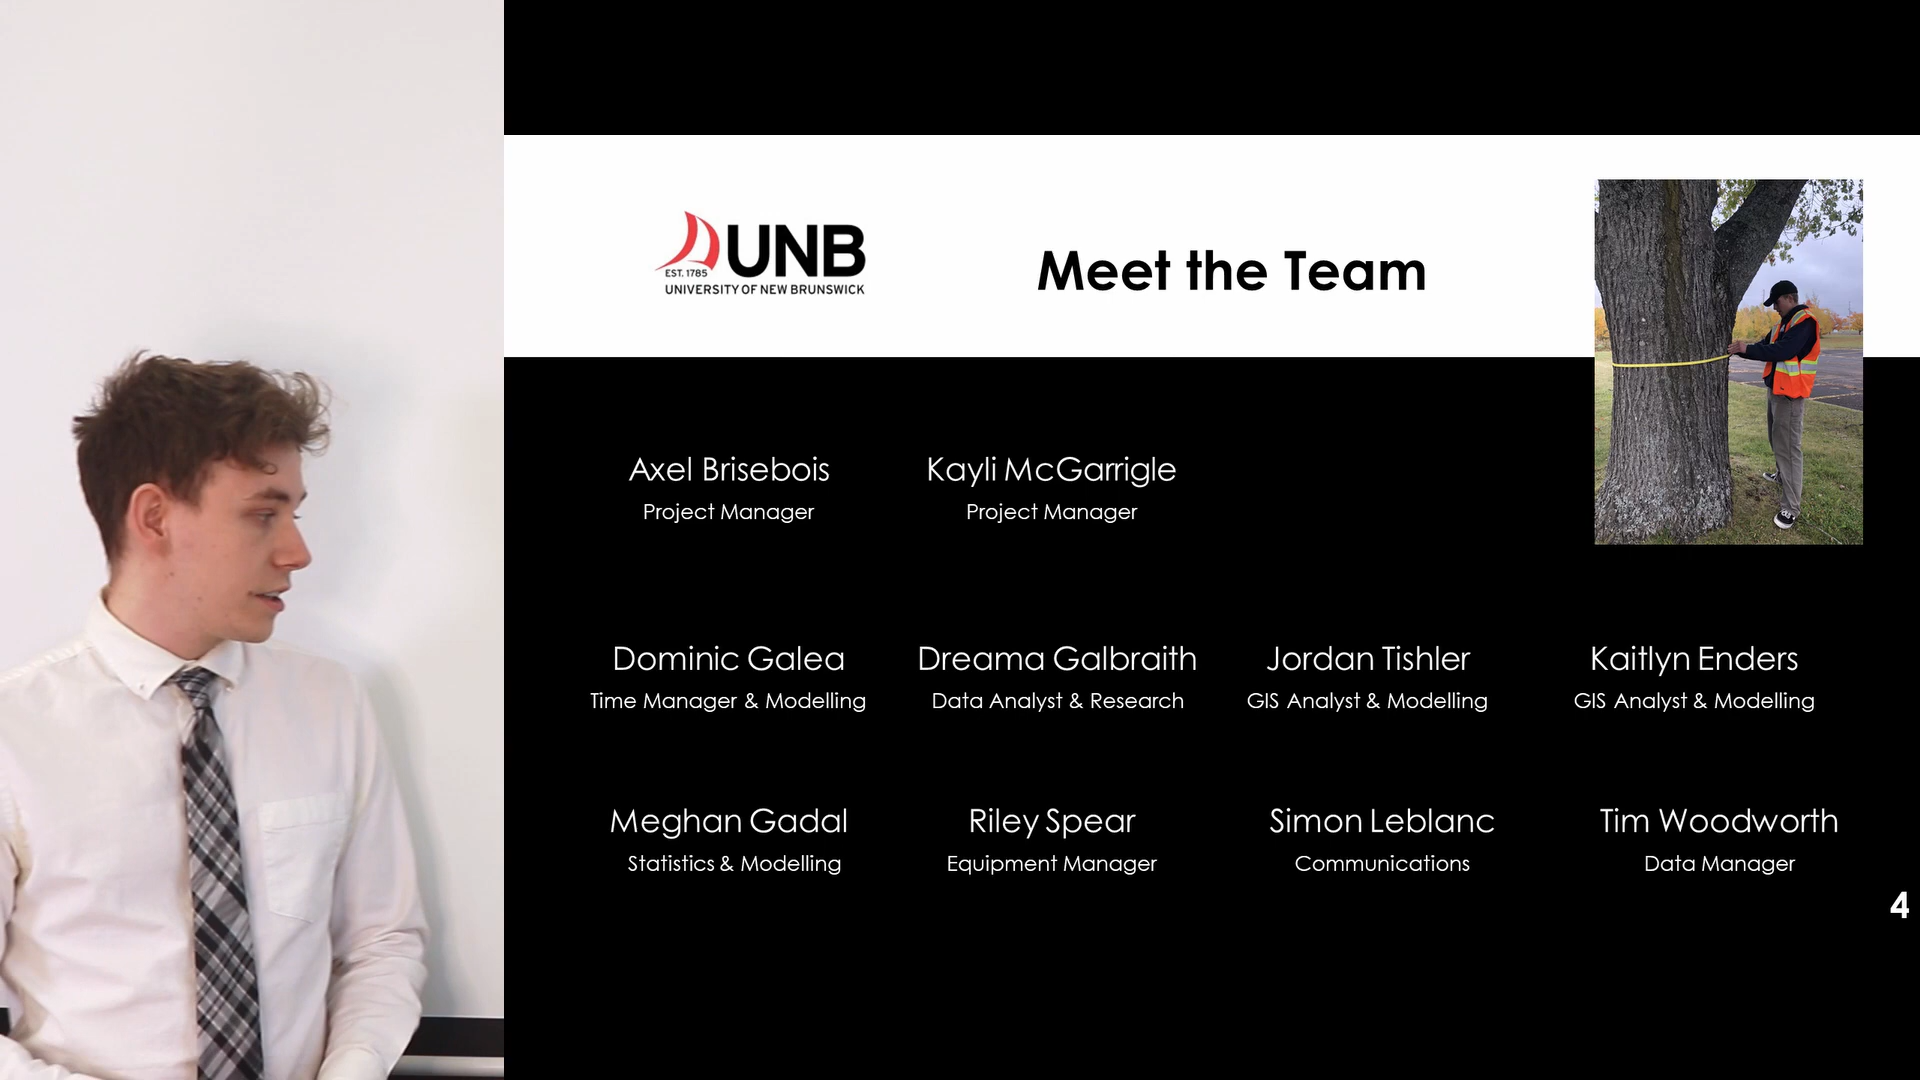 EST. 1785
UNB
UNIVERSITY OF NEW BRUNSWICK
Meet the Team
Axel Brisebois
Project Manager
Kayli McGarrigle
Project Manager
Dominic Galea
Time Manager & Modelling
Dreama Galbraith
Data Analyst & Research
Jordan Tishler
GIS Analyst & Modelling
Kaitlyn Enders
GIS Analyst & Modelling
Meghan Gadal
Statistics & Modelling
Riley Spear
Equipment Manager
Simon Leblanc
Communications
Tim Woodworth
Data Manager
4